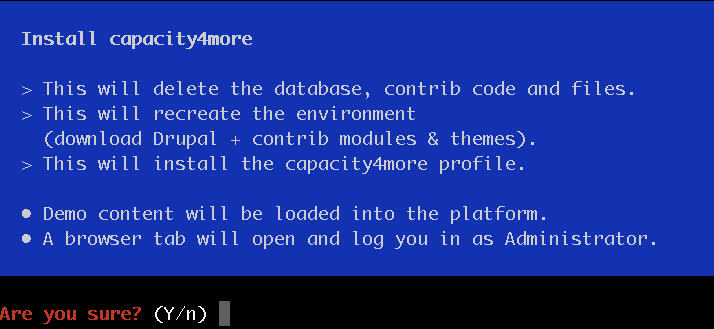 Install capacity4more
> This will delete the database, contrib code and files.
> This will recreate the environment
(download Drupal + contrib modules & themes).
> This will install the capacity4more profile.
● Demo content will be loaded into the platform.
● A browser tab will open and log you in as Administrator.
Are you sure? (Y/n)